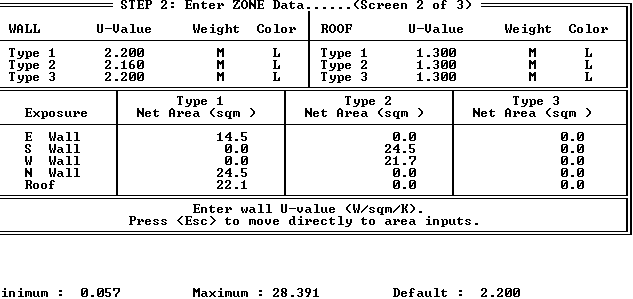 STEP 2: Enter ZONE Data......(Screen 2 of 3)
WALL U-Value Weight Color ROOF U-Value Weight Color
Type 1 2.200 M L Type 1 1.300 M L
Type 2 2.160 M L Type 2 1.300 M L
Type 3 2.200 M L Type 3 1.300 M L
Type 1 Type 2 Type 3
Exposure Net Area (sqm ) Net Area (sqm ) Net Area (sqm )
E Wall 14.5 0.0 0.0
S Wall 0.0 24.5 0.0
W Wall 0.0 21.7 0.0
N Wall 24.5 0.0 0.0
Roof 22.1 0.0 0.0
Enter wall U-value (W/sqm/K).
Press <Esc> to move directly to area inputs.
inimum : 0.057 Maximum : 28.391 Default : 2.200